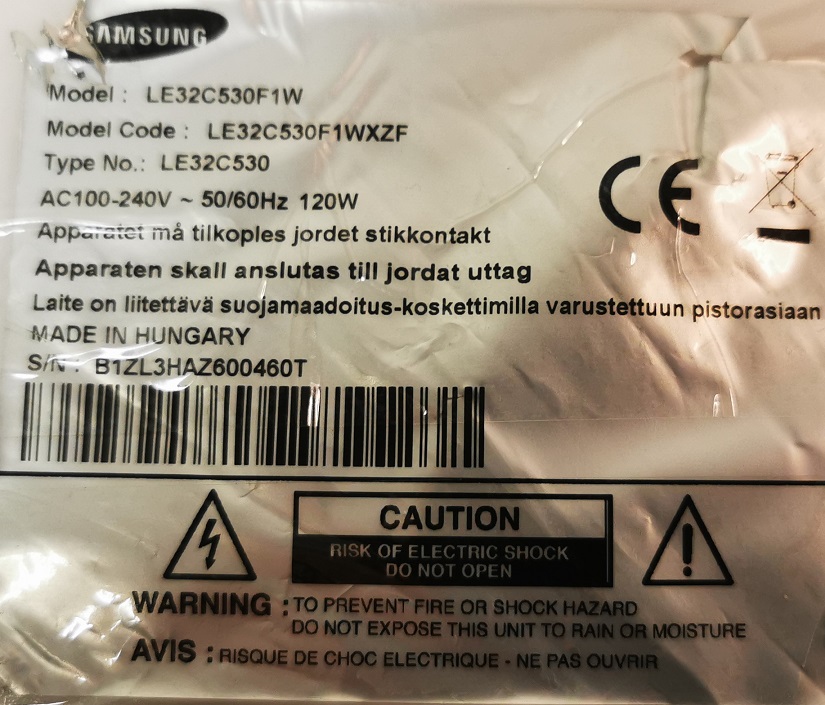 SAMSUNG
Model : LE32C530F1W
Model Code : LE32C530F1WXZF
Type No.: LE32C530
AC100-240V ~ 50/60Hz 120W
Apparatet må tilkoples jordet stikkontakt
Apparaten skall anslutas till jordat uttag
Laite on liitettävä suojamaadoitus-koskettimilla varustettuun pistorasiaan
MADE IN HUNGARY
S/N : B1ZL3HAZ600460T
CE
CAUTION
RISK OF ELECTRIC SHOCK
DO NOT OPEN
WARNING : TO PREVENT FIRE OR SHOCK HAZARD
DO NOT EXPOSE THIS UNIT TO RAIN OR MOISTURE
AVIS : RISQUE DE CHOC ELECTRIQUE - NE PAS OUVRIR